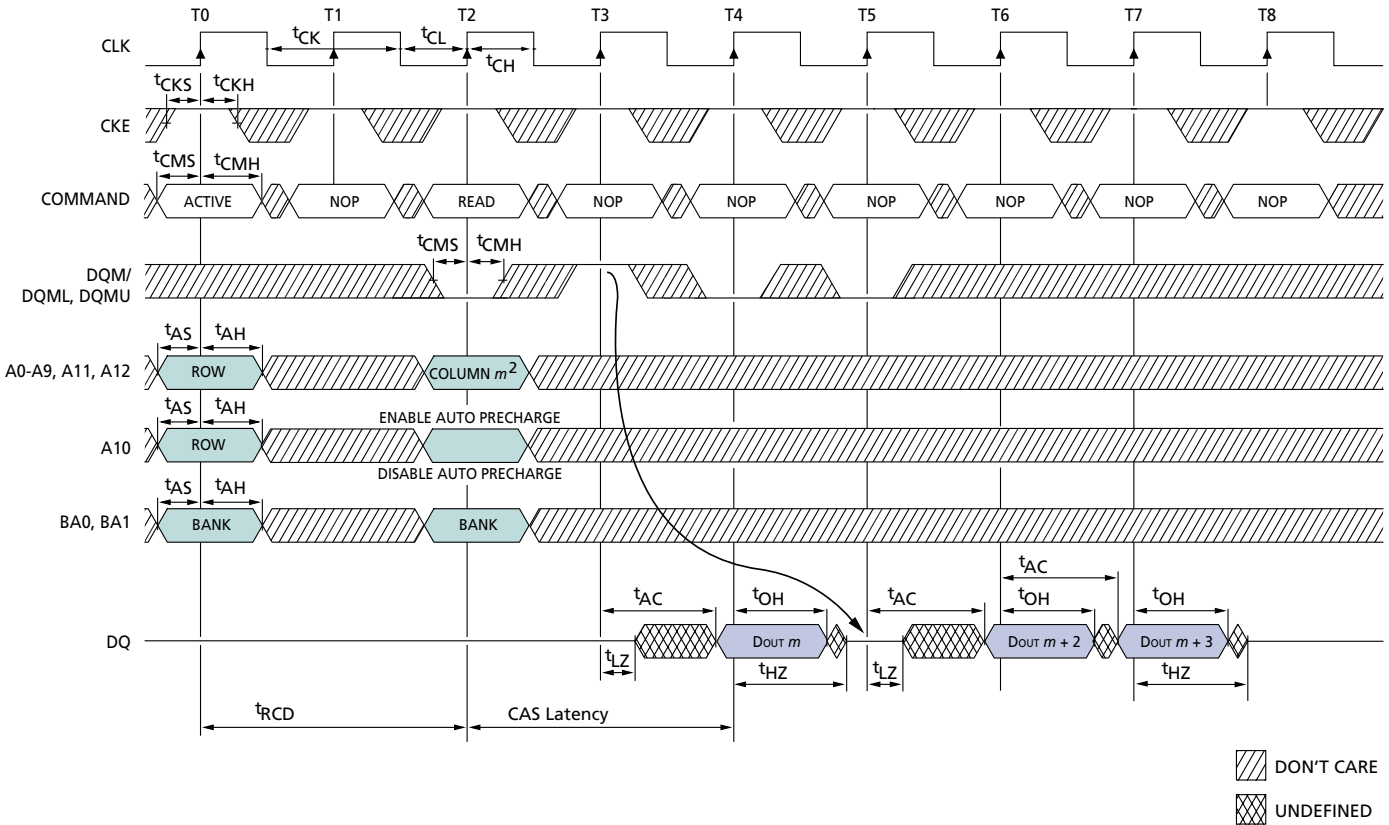 T0 T1 T2 T3 T4 T5 T6 T7 T8
CLK
tCK tCL
tCH
tCKS tCKH
CKE
tCMS tCMH
COMMAND ACTIVE NOP READ NOP NOP NOP NOP NOP NOP
tCMS tCMH
DQM/
DQML, DQMU
tAS tAH
A0-A9, A11, A12 ROW COLUMN m2
tAS tAH ENABLE AUTO PRECHARGE
A10 ROW
DISABLE AUTO PRECHARGE
tAS tAH
BA0, BA1 BANK BANK
tAC
tAC tOH tAC tOH tOH
DQ DOUT m DOUT m + 2 DOUT m + 3
tLZ tHZ tLZ tHZ
tRCD CAS Latency
DON'T CARE
UNDEFINED